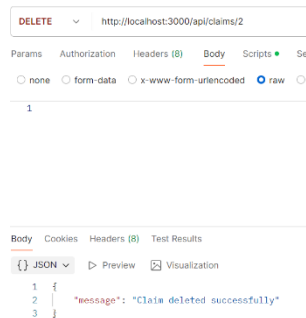 DELETE http://localhost:3000/api/claims/2
Params Authorization Headers (8) Body Scripts
none form-data x-www-form-urlencoded raw
1
Body Cookies Headers (8) Test Results
{} JSON Preview Visualization
1 {
2 "message": "Claim deleted successfully"
3 }